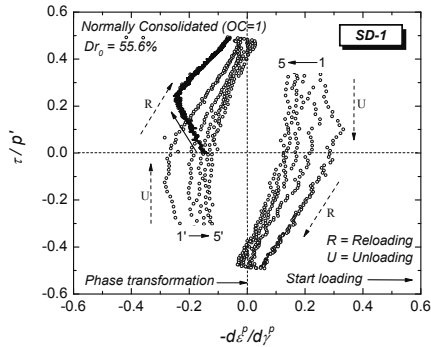 Normally Consolidated (OC=1)
Dr0 = 55.6%
SD-1
0.6
0.4
0.2
0.0
-0.2
-0.4
-0.6
τ / p'
R
U
5 1
U
R
1' 5'
R = Reloading
U = Unloading
Phase transformation
Start loading
-0.6 -0.4 -0.2 0.0 0.2 0.4 0.6
-dε^p/dγ^p